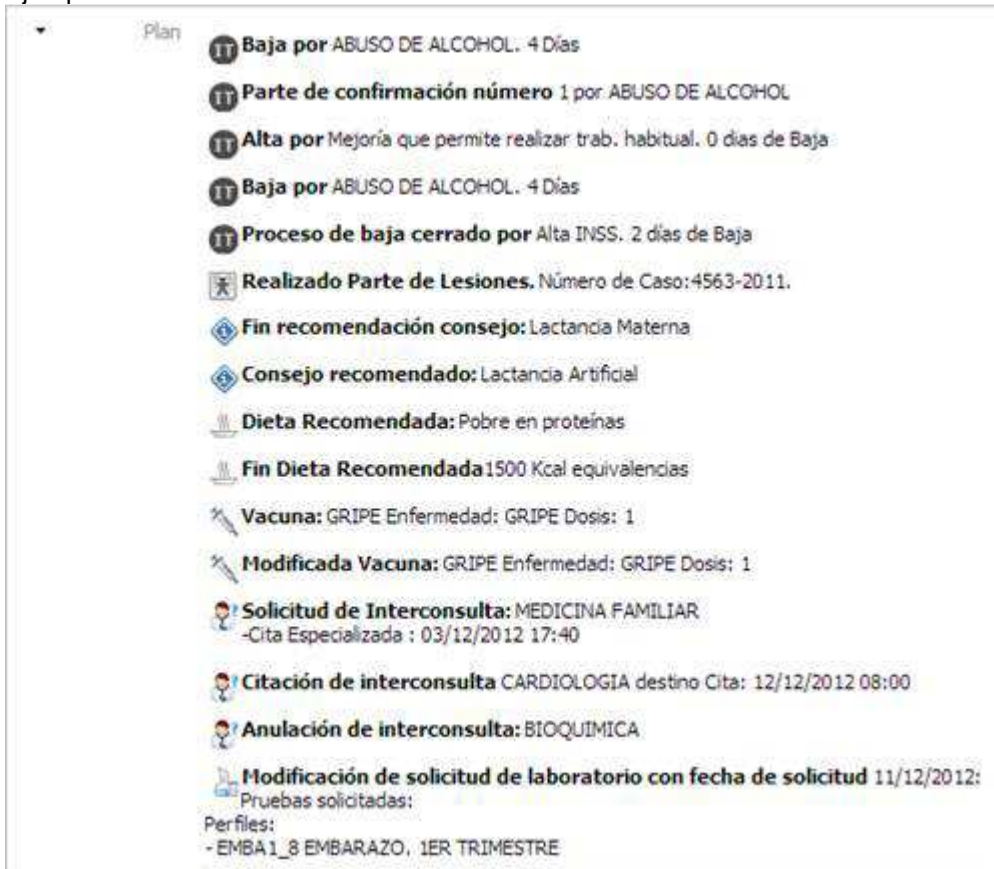 Plan
Baja por ABUSO DE ALCOHOL. 4 Días
Parte de confirmación número 1 por ABUSO DE ALCOHOL
Alta por Mejoría que permite realizar trab. habitual. 0 dias de Baja
Baja por ABUSO DE ALCOHOL. 4 Días
Proceso de baja cerrado por Alta INSS. 2 días de Baja
Realizado Parte de Lesiones. Número de Caso:4563-2011.
Fin recomendación consejo: Lactancia Materna
Consejo recomendado: Lactancia Artificial
Dieta Recomendada: Pobre en proteínas
Fin Dieta Recomendada1500 Kcal equivalencias
Vacuna: GRIPE Enfermedad: GRIPE Dosis: 1
Modificada Vacuna: GRIPE Enfermedad: GRIPE Dosis: 1
Solicitud de Interconsulta: MEDICINA FAMILIAR
-Cita Especializada : 03/12/2012 17:40
Citación de interconsulta CARDIOLOGIA destino Cita: 12/12/2012 08:00
Anulación de interconsulta: BIOQUIMICA
Modificación de solicitud de laboratorio con fecha de solicitud 11/12/2012:
Pruebas solicitadas:
Perfiles:
- EMBA1_8 EMBARAZO, 1ER TRIMESTRE